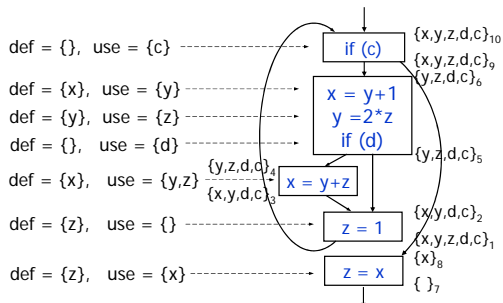 {x,y,z,d,c}10
def = {}, use = {c}
if (c)
{x,y,z,d,c}9
{y,z,d,c}6
def = {x}, use = {y}
x = y+1
def = {y}, use = {z}
y =2*z
def = {}, use = {d}
if (d)
{y,z,d,c}5
{y,z,d,c}4
def = {x}, use = {y,z}
x = y+z
{x,y,d,c}3
{x,y,d,c}2
def = {z}, use = {}
z = 1
{x,y,z,d,c}1
{x}8
def = {z}, use = {x}
z = x
{ }7